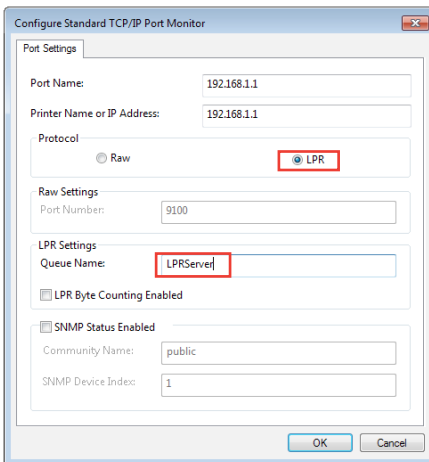 Configure Standard TCP/IP Port Monitor
Port Settings
Port Name: 192.168.1.1
Printer Name or IP Address: 192.168.1.1
Protocol
Raw LPR
Raw Settings
Port Number: 9100
LPR Settings
Queue Name: LPRServer
LPR Byte Counting Enabled
SNMP Status Enabled
Community Name: public
SNMP Device Index: 1
OK Cancel